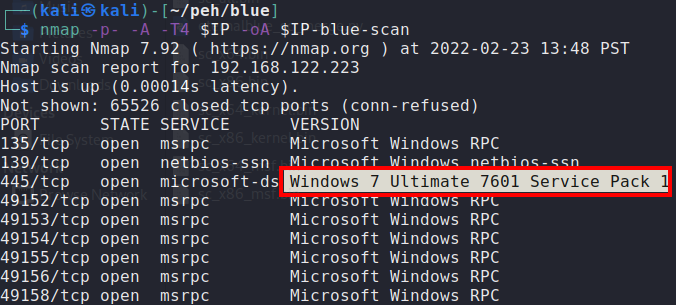 ┌──(kali㉿kali)-[~/peh/blue]
└─$ nmap -p- -A -T4 $IP -oA $IP-blue-scan
Starting Nmap 7.92 ( https://nmap.org ) at 2022-02-23 13:48 PST
Nmap scan report for 192.168.122.223
Host is up (0.00014s latency).
Not shown: 65526 closed tcp ports (conn-refused)
PORT      STATE SERVICE      VERSION
135/tcp   open  msrpc        Microsoft Windows RPC
139/tcp   open  netbios-ssn  Microsoft Windows netbios-ssn
445/tcp   open  microsoft-ds Windows 7 Ultimate 7601 Service Pack 1
49152/tcp open  msrpc        Microsoft Windows RPC
49153/tcp open  msrpc        Microsoft Windows RPC
49154/tcp open  msrpc        Microsoft Windows RPC
49155/tcp open  msrpc        Microsoft Windows RPC
49156/tcp open  msrpc        Microsoft Windows RPC
49158/tcp open  msrpc        Microsoft Windows RPC